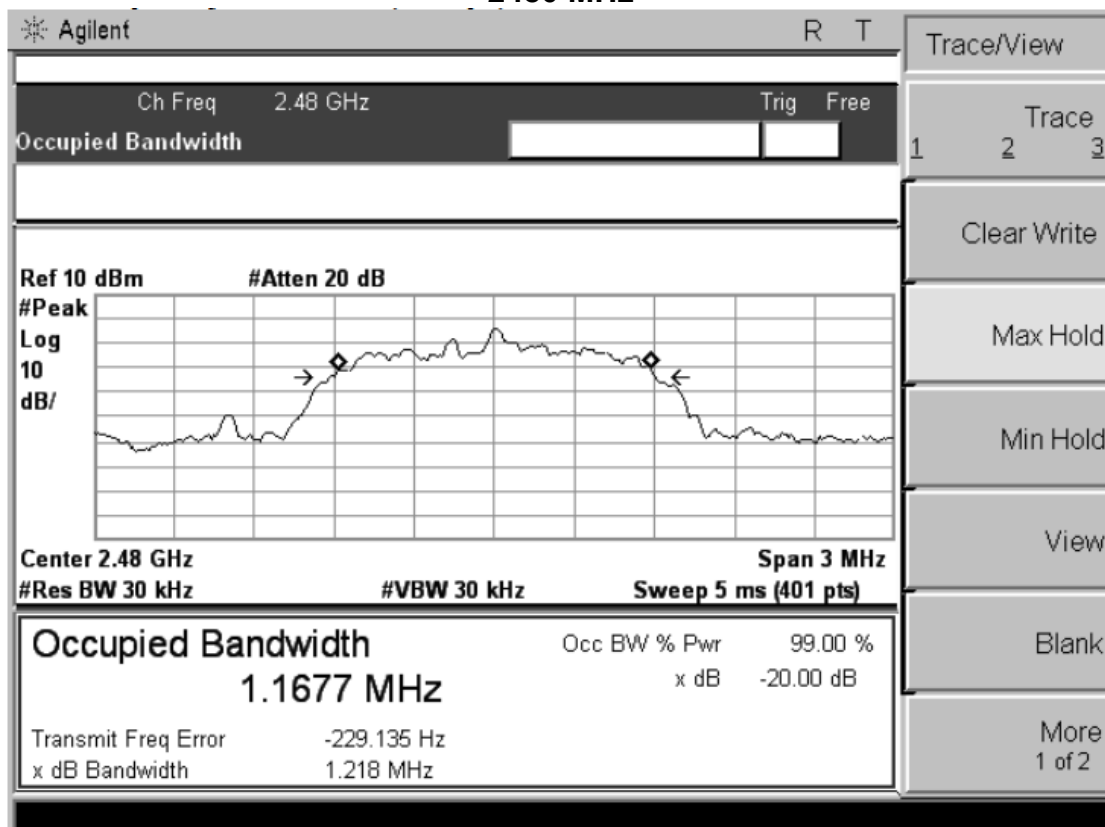 2480 MHz
Agilent R T
Trace/View
Ch Freq 2.48 GHz Trig Free
Occupied Bandwidth
Trace
1 2 3
Clear Write
Max Hold
Min Hold
View
Blank
More
1 of 2
Ref 10 dBm #Atten 20 dB
#Peak
Log
10
dB/
Center 2.48 GHz Span 3 MHz
#Res BW 30 kHz #VBW 30 kHz Sweep 5 ms (401 pts)
Occupied Bandwidth Occ BW % Pwr 99.00 %
1.1677 MHz x dB -20.00 dB
Transmit Freq Error -229.135 Hz
x dB Bandwidth 1.218 MHz